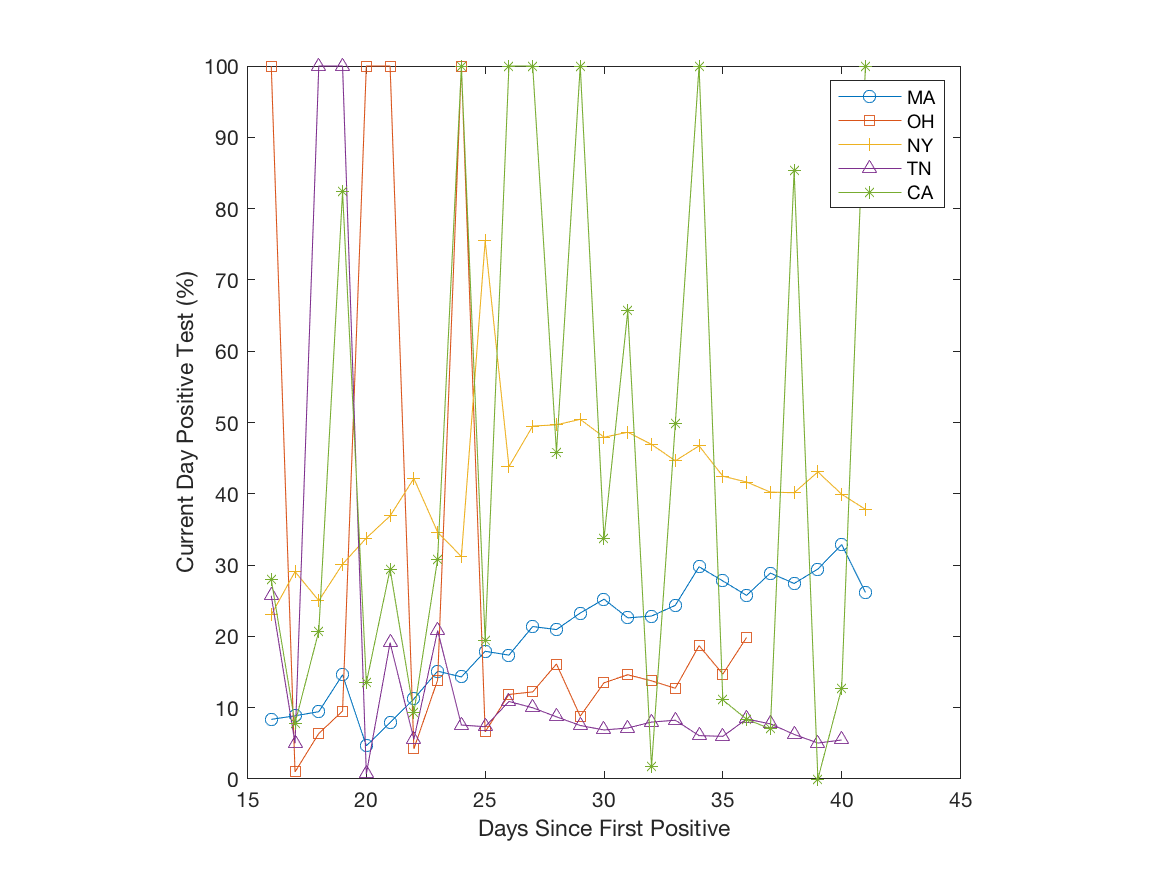 100
90
80
70
60
50
40
30
20
10
0
15 20 25 30 35 40 45
Current Day Positive Test (%)
Days Since First Positive
MA
OH
NY
TN
CA